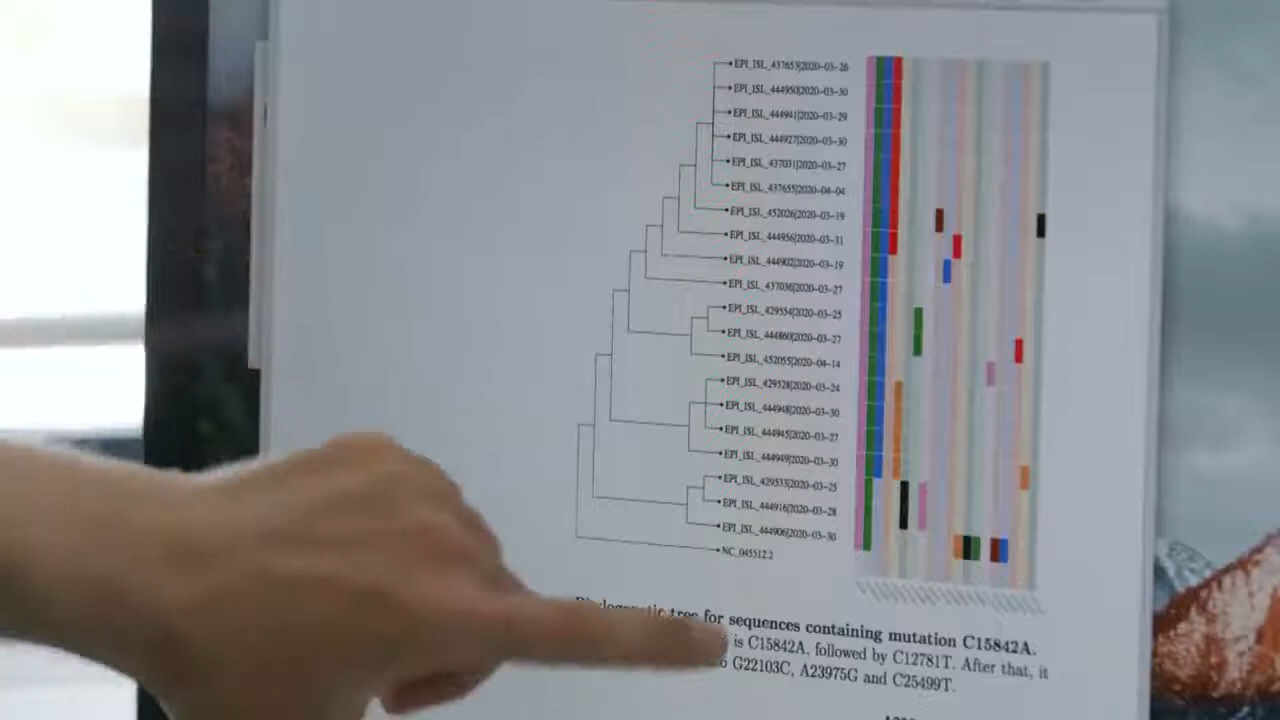 EPI_ISL_437653|2020-03-26
EPI_ISL_444950|2020-03-30
EPI_ISL_444941|2020-03-29
EPI_ISL_444927|2020-03-30
EPI_ISL_437031|2020-03-27
EPI_ISL_437655|2020-04-04
EPI_ISL_452026|2020-03-19
EPI_ISL_444956|2020-03-31
EPI_ISL_444902|2020-03-19
EPI_ISL_437036|2020-03-27
EPI_ISL_429554|2020-03-25
EPI_ISL_444860|2020-03-27
EPI_ISL_452055|2020-04-14
EPI_ISL_429528|2020-03-24
EPI_ISL_444948|2020-03-30
EPI_ISL_444945|2020-03-27
EPI_ISL_444949|2020-03-30
EPI_ISL_429533|2020-03-25
EPI_ISL_444916|2020-03-28
EPI_ISL_444906|2020-03-30
NC_045512.2
Phylogenetic tree for sequences containing mutation C15842A.
is C15842A, followed by C12781T. After that, it
G22103C, A23975G and C25499T.